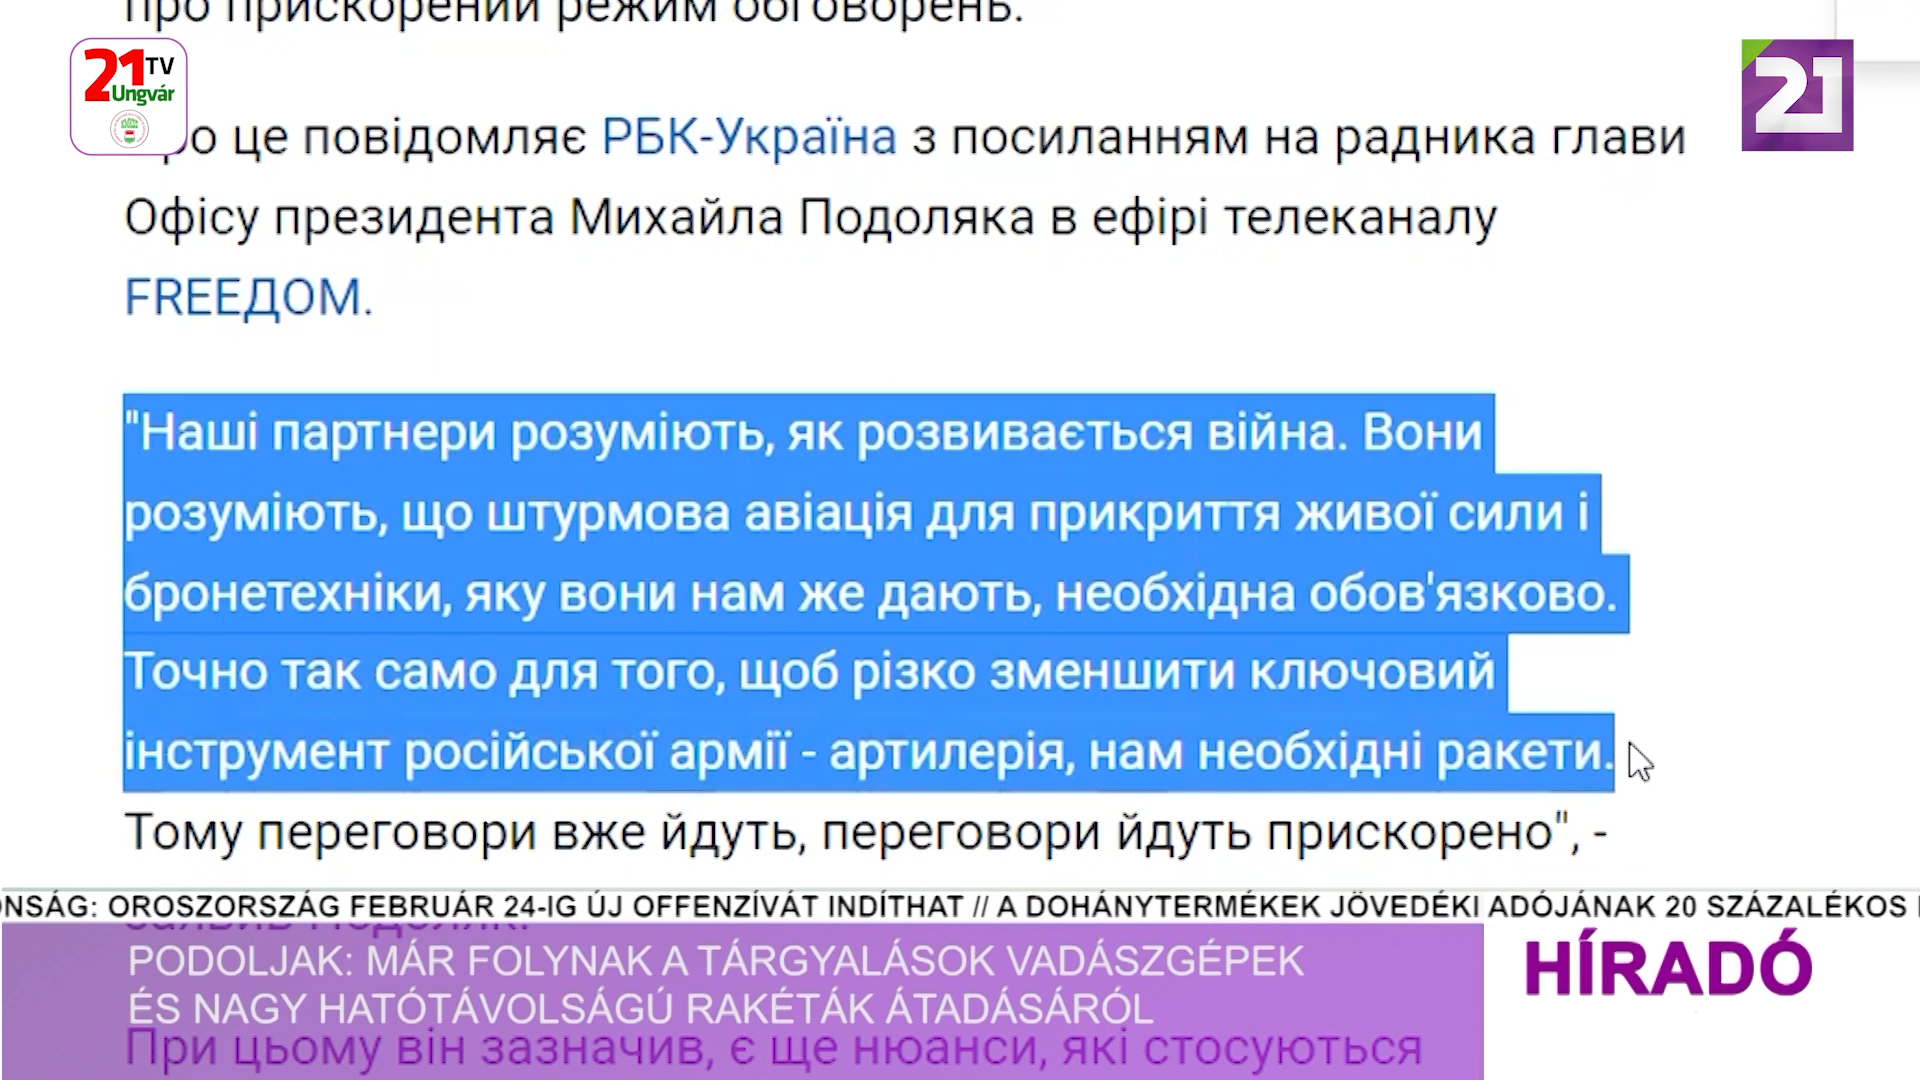 про прискорений режим обговорень.
21 TV
Ungvár
21
це повідомляє РБК-Україна з посиланням на радника глави
Офісу президента Михайла Подоляка в ефірі телеканалу
FREEДОМ.
"Наші партнери розуміють, як розвивається війна. Вони
розуміють, що штурмова авіація для прикриття живої сили і
бронетехніки, яку вони нам же дають, необхідна обов'язково.
Точно так само для того, щоб різко зменшити ключовий
інструмент російської армії - артилерія, нам необхідні ракети.
Тому переговори вже йдуть, переговори йдуть прискорено", -
NSÁG: OROSZORSZÁG FEBRUÁR 24-IG ÚJ OFFENZÍVÁT INDÍTHAT // A DOHÁNYTERMÉKEK JÖVEDÉKI ADÓJÁNAK 20 SZÁZALÉKOS
заявив Подоляк.
PODOLJAK: MÁR FOLYNAK A TÁRGYALÁSOK VADÁSZGÉPEK
ÉS NAGY HATÓTÁVOLSÁGÚ RAKÉTÁK ÁTADÁSÁRÓL
HÍRADÓ
При цьому він зазначив, є ще нюанси, які стосуються